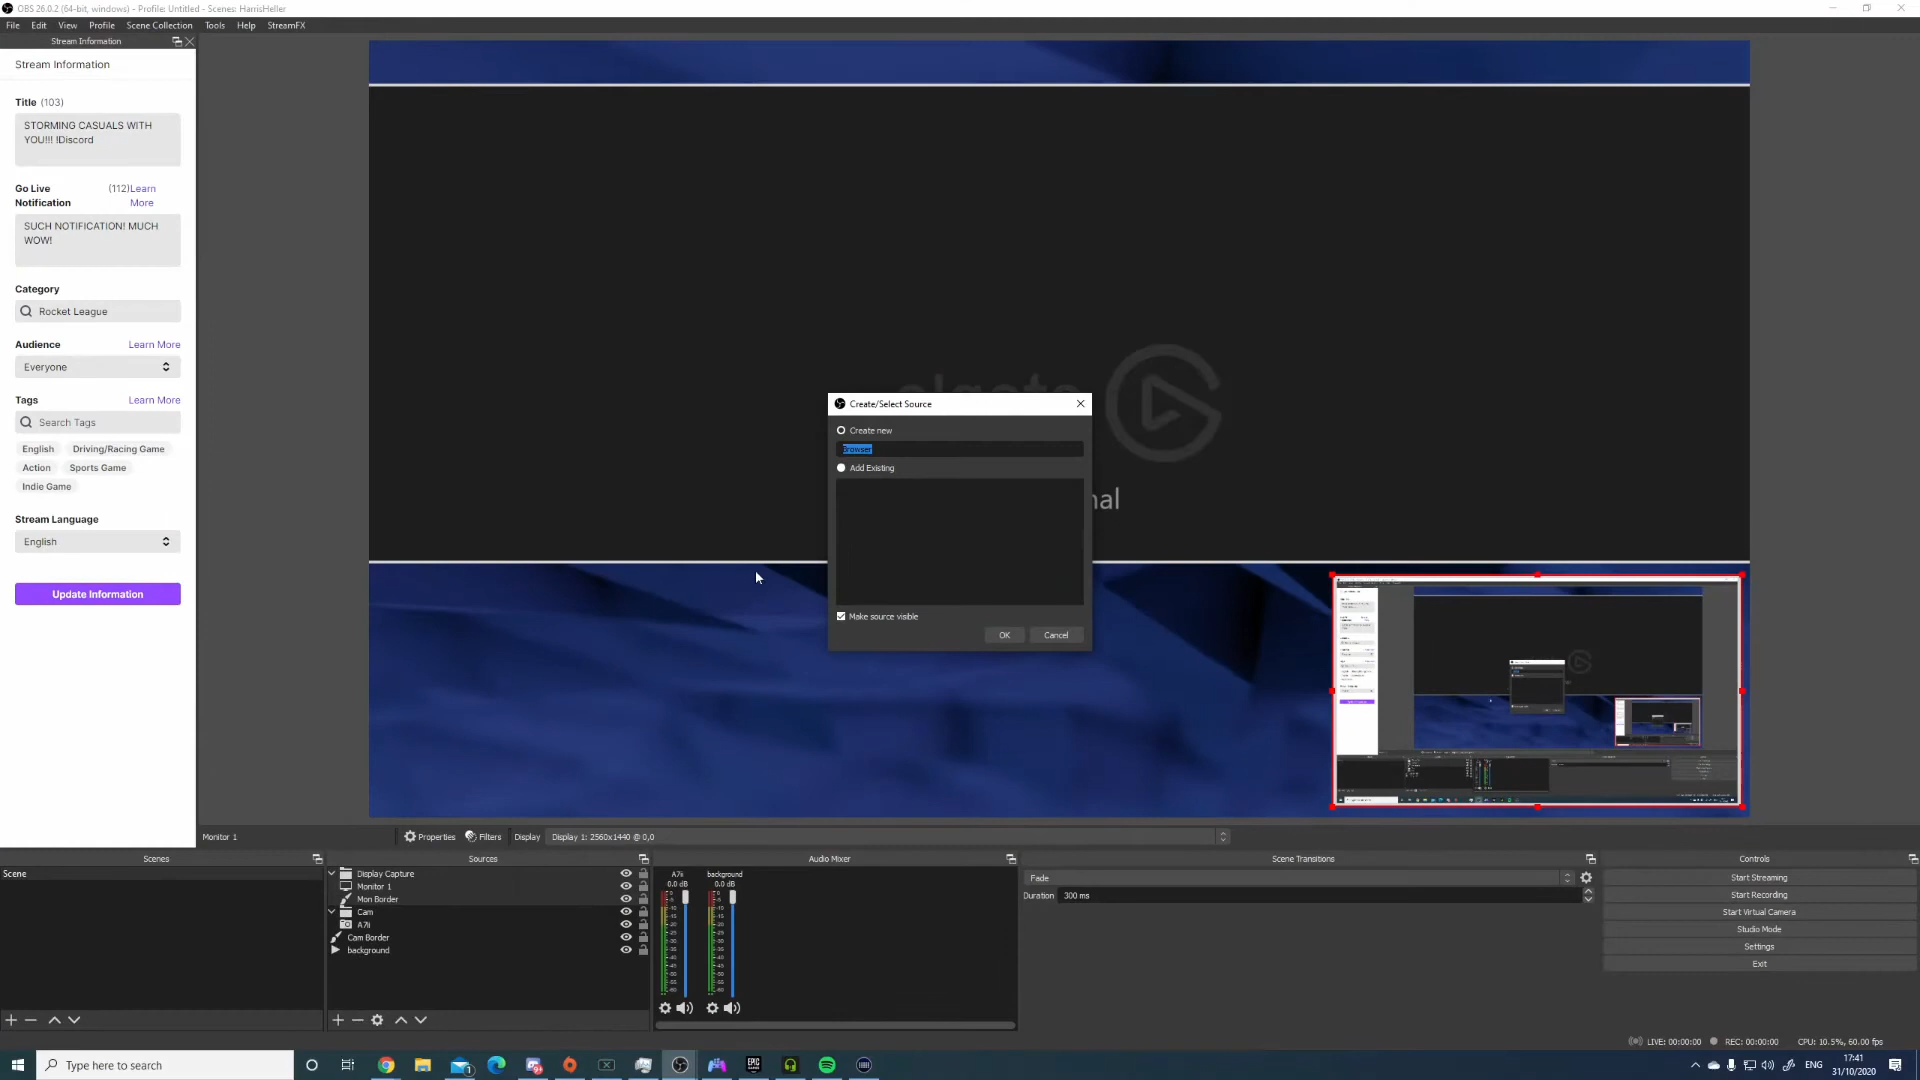 OBS 26.0.2 (64-bit, windows) - Profile: Untitled - Scenes: HarrisHeller
File Edit View Profile Scene Collection Tools Help StreamFX
Stream Information
Stream Information
Title (103)
STORMING CASUALS WITH
YOU!!! !Discord
Go Live (112)Learn
Notification More
SUCH NOTIFICATION! MUCH
WOW!
Category
Rocket League
Audience Learn More
Everyone
Tags Learn More
Search Tags
English Driving/Racing Game
Action Sports Game
Indie Game
Stream Language
English
Update Information
Create/Select Source
Create new
Browser
Add Existing
Make source visible
OK Cancel
Monitor 1 Properties Filters Display Display 1: 2560x1440 @ 0,0
Scenes
Scene
Sources
Display Capture
Monitor 1
Mon Border
Cam
A7ii
Cam Border
background
Audio Mixer
A7ii background
0.0 dB 0.0 dB
Scene Transitions
Fade
Duration 300 ms
Controls
Start Streaming
Start Recording
Start Virtual Camera
Studio Mode
Settings
Exit
LIVE: 00:00:00 REC: 00:00:00 CPU: 10.5%, 60.00 fps
Type here to search
EPIC
ENG
17:41
31/10/2020